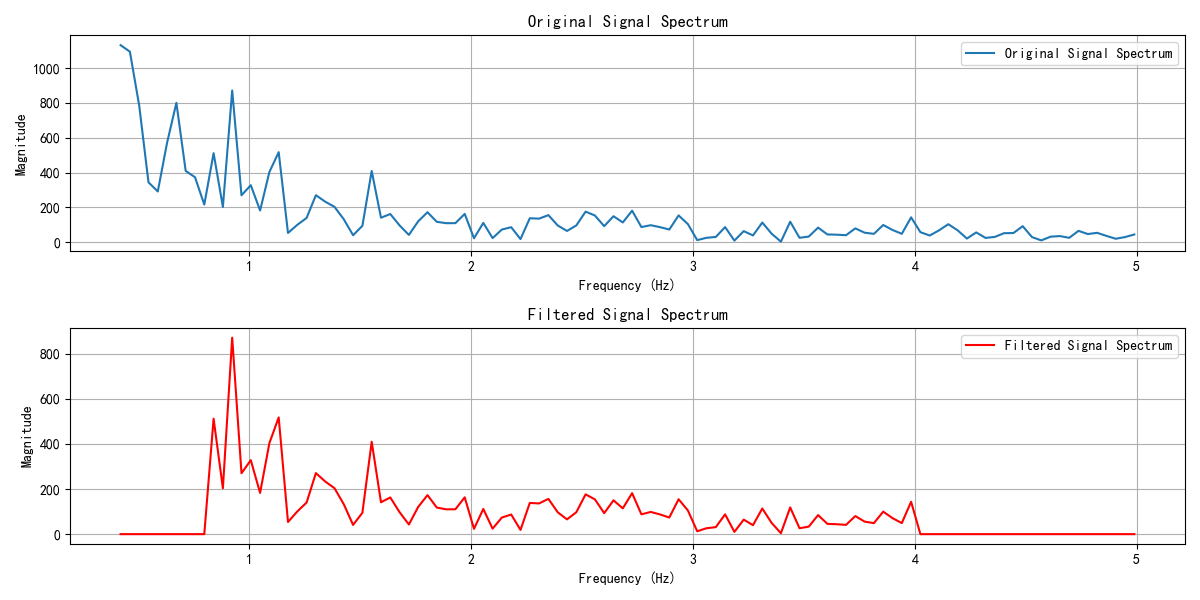 Original Signal Spectrum
Original Signal Spectrum
Magnitude
1000
800
600
400
200
0
1
2
3
4
5
Frequency (Hz)
Filtered Signal Spectrum
Filtered Signal Spectrum
Magnitude
800
600
400
200
0
1
2
3
4
5
Frequency (Hz)